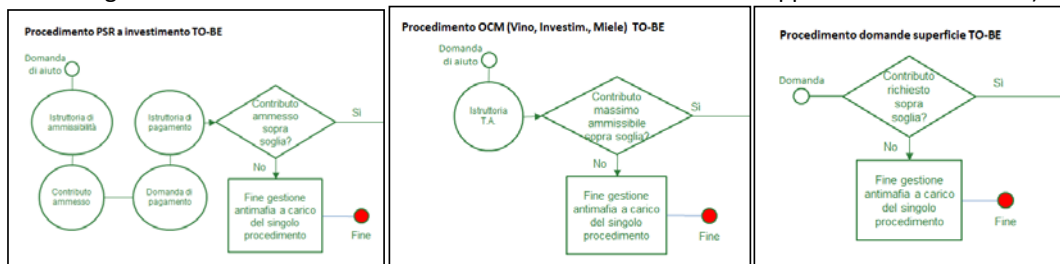 Procedimento PSR a investimento TO-BE
Domanda
di aiuto
Istruttoria di
ammissibilità
Istruttoria di
pagamento
Contributo
ammesso
sopra
soglia?
Sì
No
Contributo
ammesso
Domanda di
pagamento
Fine gestione
antimafia a carico
del singolo
procedimento
Fine
Procedimento OCM (Vino, Investim., Miele) TO-BE
Domanda
di aiuto
Istruttoria
T.A.
Contributo
massimo
ammissibile
sopra soglia?
Sì
No
Fine gestione
antimafia a carico
del singolo
procedimento
Fine
Procedimento domande superficie TO-BE
Domanda
Contributo
richiesto
sopra
soglia?
Sì
No
Fine gestione
antimafia a carico
del singolo
procedimento
Fine